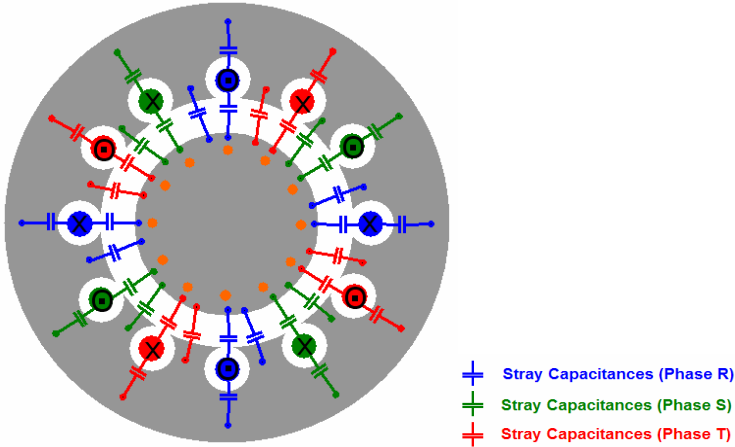 Stray Capacitances (Phase R)
Stray Capacitances (Phase S)
Stray Capacitances (Phase T)